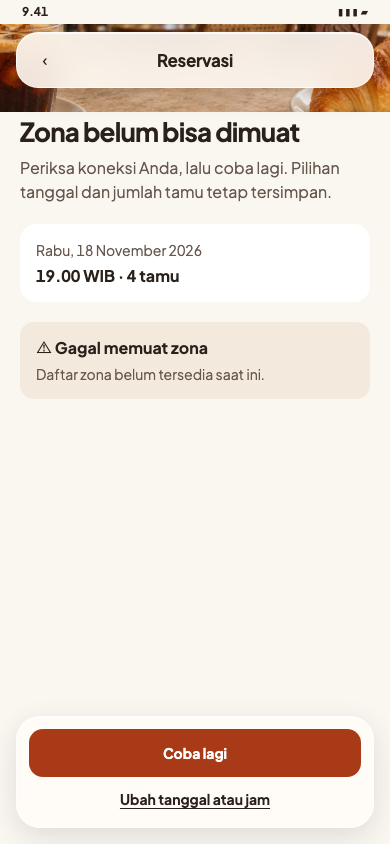 9.41
‹ Reservasi
Zona belum bisa dimuat
Periksa koneksi Anda, lalu coba lagi. Pilihan
tanggal dan jumlah tamu tetap tersimpan.
Rabu, 18 November 2026
19.00 WIB · 4 tamu
⚠ Gagal memuat zona
Daftar zona belum tersedia saat ini.
Coba lagi
Ubah tanggal atau jam